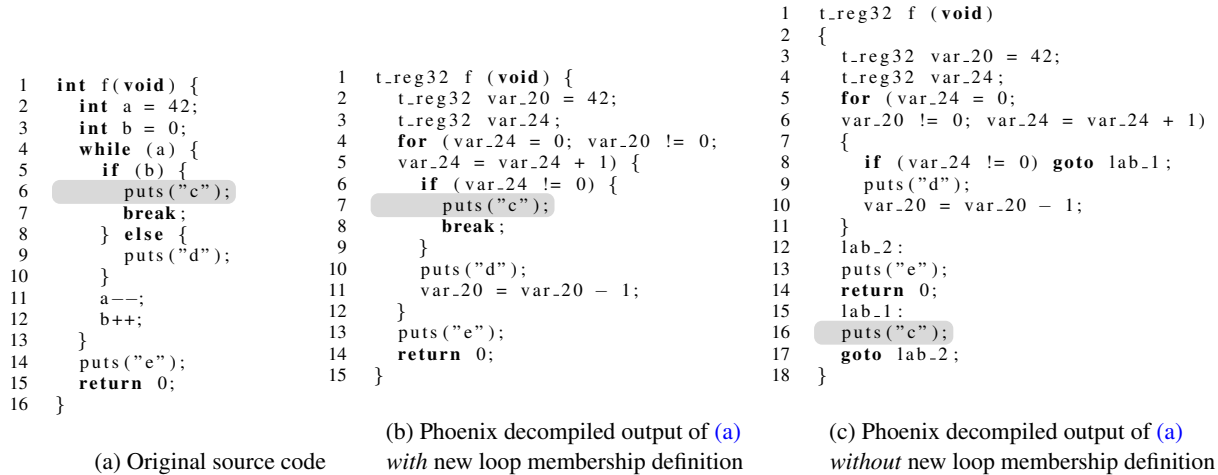 1 int f(void) {
2 int a = 42;
3 int b = 0;
4 while (a) {
5 if (b) {
6 puts("c");
7 break;
8 } else {
9 puts("d");
10 }
11 a−−;
12 b++;
13 }
14 puts("e");
15 return 0;
16 }
(a) Original source code
1 t_reg32 f (void) {
2 t_reg32 var_20 = 42;
3 t_reg32 var_24;
4 for (var_24 = 0; var_20 != 0;
5 var_24 = var_24 + 1) {
6 if (var_24 != 0) {
7 puts("c");
8 break;
9 }
10 puts("d");
11 var_20 = var_20 − 1;
12 }
13 puts("e");
14 return 0;
15 }
(b) Phoenix decompiled output of (a)
with new loop membership definition
1 t_reg32 f (void)
2 {
3 t_reg32 var_20 = 42;
4 t_reg32 var_24;
5 for (var_24 = 0;
6 var_20 != 0; var_24 = var_24 + 1)
7 {
8 if (var_24 != 0) goto lab_1;
9 puts("d");
10 var_20 = var_20 − 1;
11 }
12 lab_2:
13 puts("e");
14 return 0;
15 lab_1:
16 puts("c");
17 goto lab_2;
18 }
(c) Phoenix decompiled output of (a)
without new loop membership definition